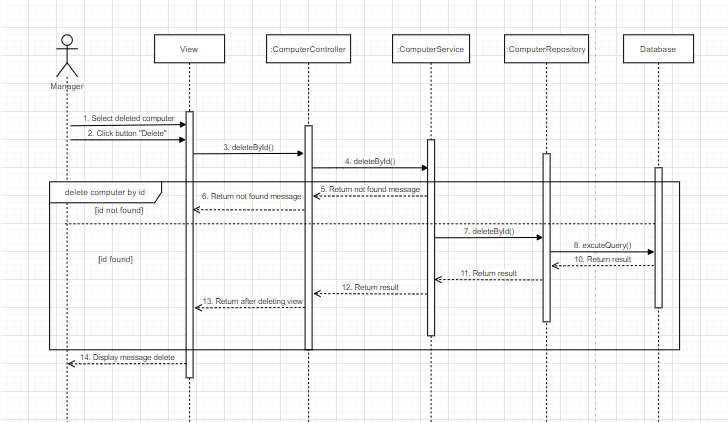 View
:ComputerController
:ComputerService
:ComputerRepository
Database
Manager
1. Select deleted computer
2. Click button "Delete"
3. deleteById()
4. deleteById()
delete computer by id
5. Return not found message
6. Return not found message
[id not found]
7. deleteById()
8. excuteQuery()
[id found]
10. Return result
11. Return result
12. Return result
13. Return after deleting view
14. Display message delete